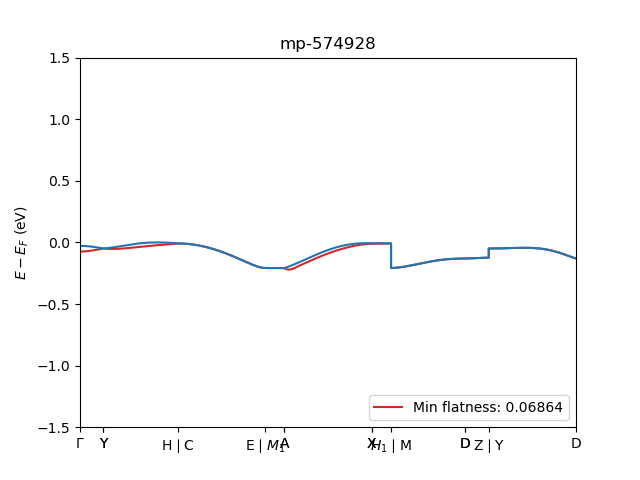 mp-574928
1.5
1.0
0.5
0.0
−0.5
−1.0
−1.5
E − E_F (eV)
Min flatness: 0.06864
Γ Y H | C E | M₁ A X H₁ | M D Z | Y D